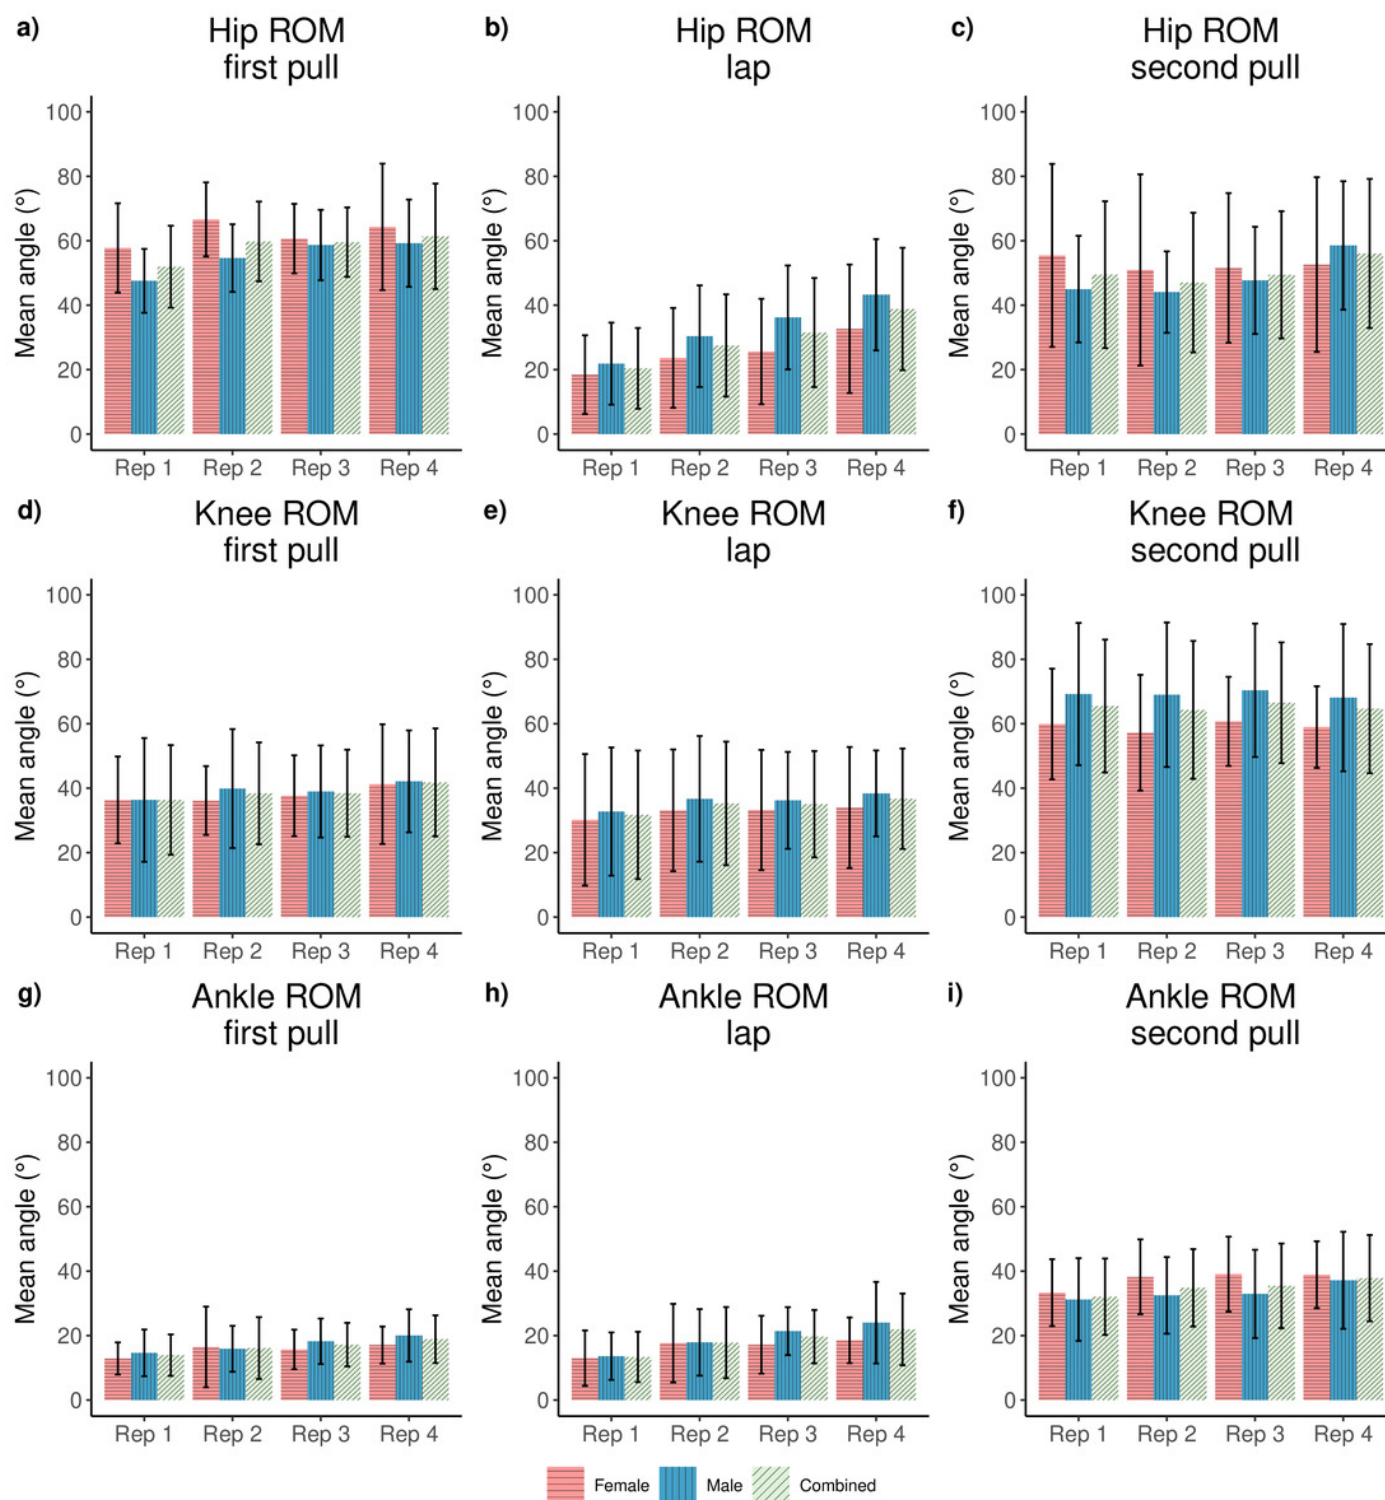 a)
Hip ROM
first pull
Mean angle (°)
100
80
60
40
20
0
Rep 1 Rep 2 Rep 3 Rep 4
b)
Hip ROM
lap
Mean angle (°)
100
80
60
40
20
0
Rep 1 Rep 2 Rep 3 Rep 4
c)
Hip ROM
second pull
Mean angle (°)
100
80
60
40
20
0
Rep 1 Rep 2 Rep 3 Rep 4
d)
Knee ROM
first pull
Mean angle (°)
100
80
60
40
20
0
Rep 1 Rep 2 Rep 3 Rep 4
e)
Knee ROM
lap
Mean angle (°)
100
80
60
40
20
0
Rep 1 Rep 2 Rep 3 Rep 4
f)
Knee ROM
second pull
Mean angle (°)
100
80
60
40
20
0
Rep 1 Rep 2 Rep 3 Rep 4
g)
Ankle ROM
first pull
Mean angle (°)
100
80
60
40
20
0
Rep 1 Rep 2 Rep 3 Rep 4
h)
Ankle ROM
lap
Mean angle (°)
100
80
60
40
20
0
Rep 1 Rep 2 Rep 3 Rep 4
i)
Ankle ROM
second pull
Mean angle (°)
100
80
60
40
20
0
Rep 1 Rep 2 Rep 3 Rep 4
Female Male Combined